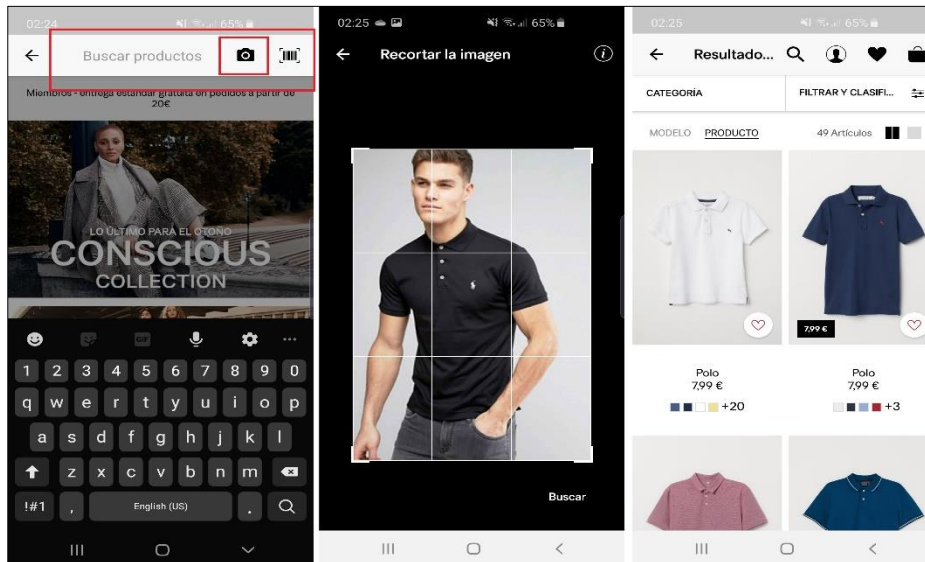 02:24
65%
Buscar productos
Miembros - entrega estándar gratuita en pedidos a partir de
20€
LO ÚLTIMO PARA EL OTOÑO
CONSCIOUS
COLLECTION
GIF
1 2 3 4 5 6 7 8 9 0
q w e r t y u i o p
a s d f g h j k l
z x c v b n m
!#1 , English (US) .
02:25
65%
Recortar la imagen
Buscar
02:25
65%
Resultado...
CATEGORÍA
FILTRAR Y CLASIFI...
MODELO PRODUCTO 49 Artículos
7,99 €
Polo
7,99 €
+20
Polo
7,99 €
+3